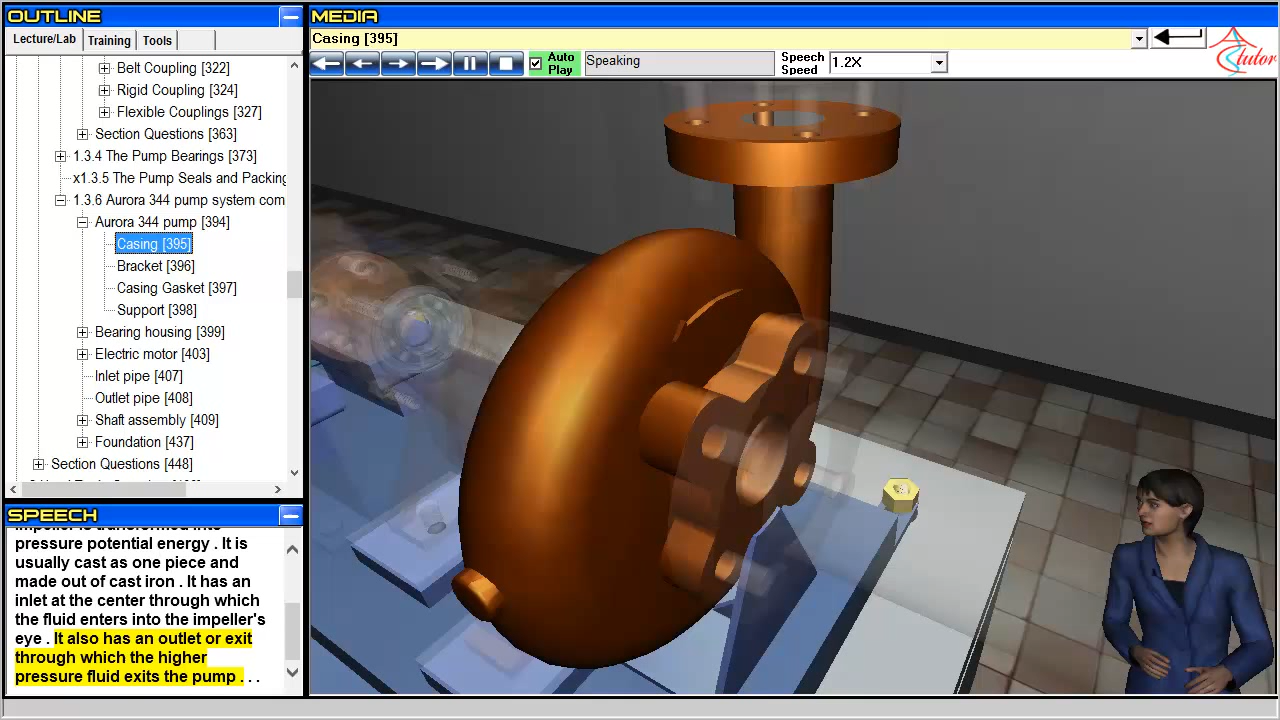 OUTLINE
Lecture/Lab Training Tools
Belt Coupling [322]
Rigid Coupling [324]
Flexible Couplings [327]
Section Questions [363]
1.3.4 The Pump Bearings [373]
x1.3.5 The Pump Seals and Packing
1.3.6 Aurora 344 pump system com
Aurora 344 pump [394]
Casing [395]
Bracket [396]
Casing Gasket [397]
Support [398]
Bearing housing [399]
Electric motor [403]
Inlet pipe [407]
Outlet pipe [408]
Shaft assembly [409]
Foundation [437]
Section Questions [448]
SPEECH
pressure potential energy . It is
usually cast as one piece and
made out of cast iron . It has an
inlet at the center through which
the fluid enters into the impeller's
eye . It also has an outlet or exit
through which the higher
pressure fluid exits the pump . . .
MEDIA
Casing [395]
Auto
Play
Speaking
Speech
Speed
1.2X
tutor